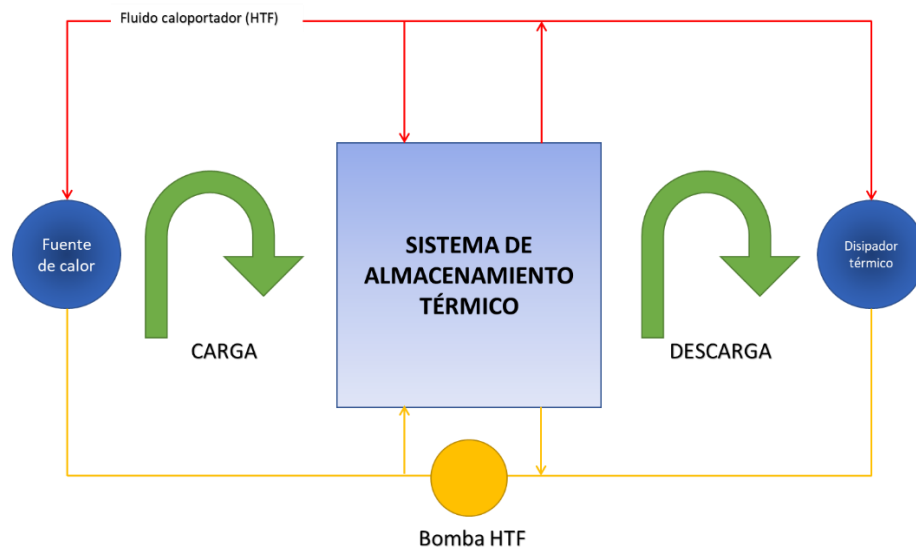 Fluido caloportador (HTF)
Fuente
de calor
SISTEMA DE
ALMACENAMIENTO
TÉRMICO
Disipador
térmico
CARGA
DESCARGA
Bomba HTF